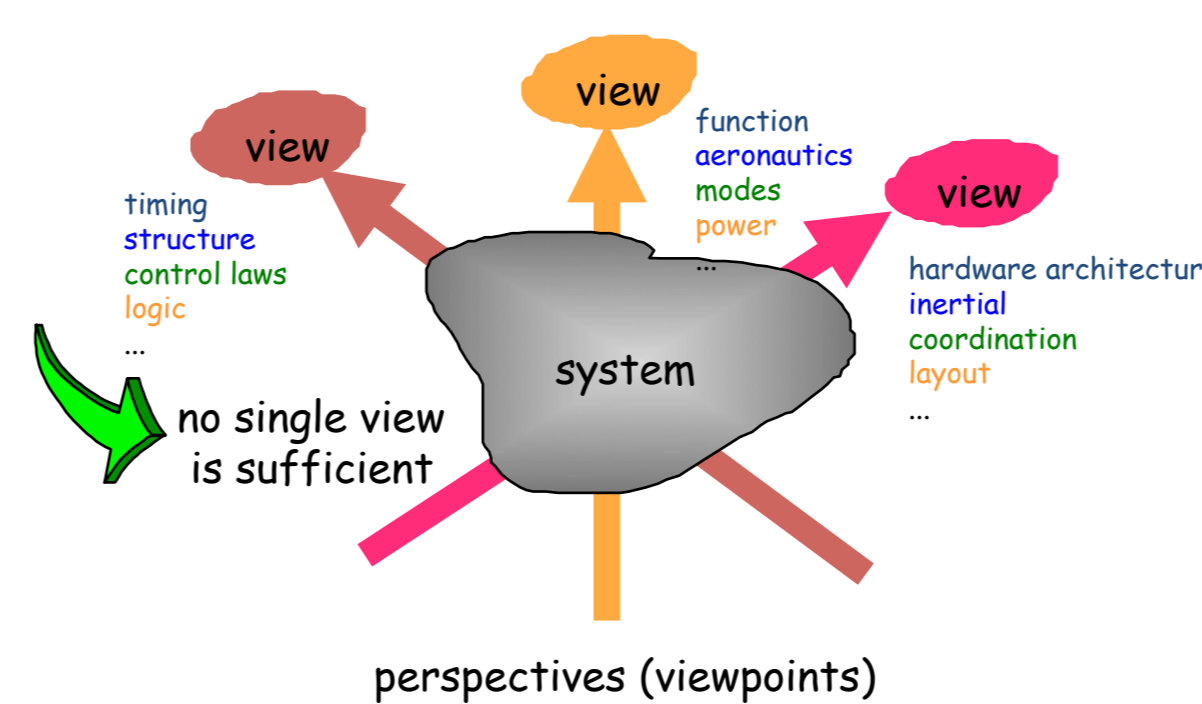 view
timing
structure
control laws
logic
...
view
function
aeronautics
modes
power
...
view
hardware architectur
inertial
coordination
layout
...
system
no single view
is sufficient
perspectives (viewpoints)